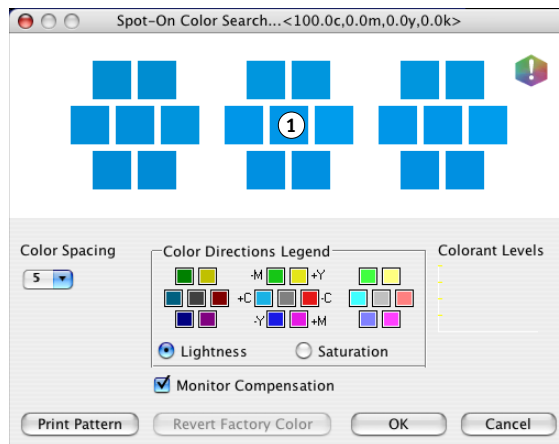 Spot-On Color Search...<100.0c,0.0m,0.0y,0.0k>
1
Color Spacing
5
Color Directions Legend
-M +Y
+C -C
-Y +M
Lightness Saturation
Monitor Compensation
Colorant Levels
Print Pattern Revert Factory Color OK Cancel